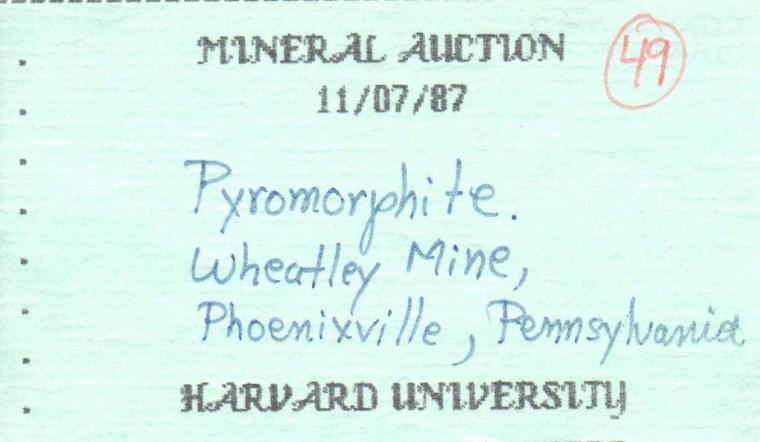 MINERAL AUCTION 49
11/07/87
Pyromorphite.
Wheatley Mine,
Phoenixville, Pennsylvania
HARVARD UNIVERSITY